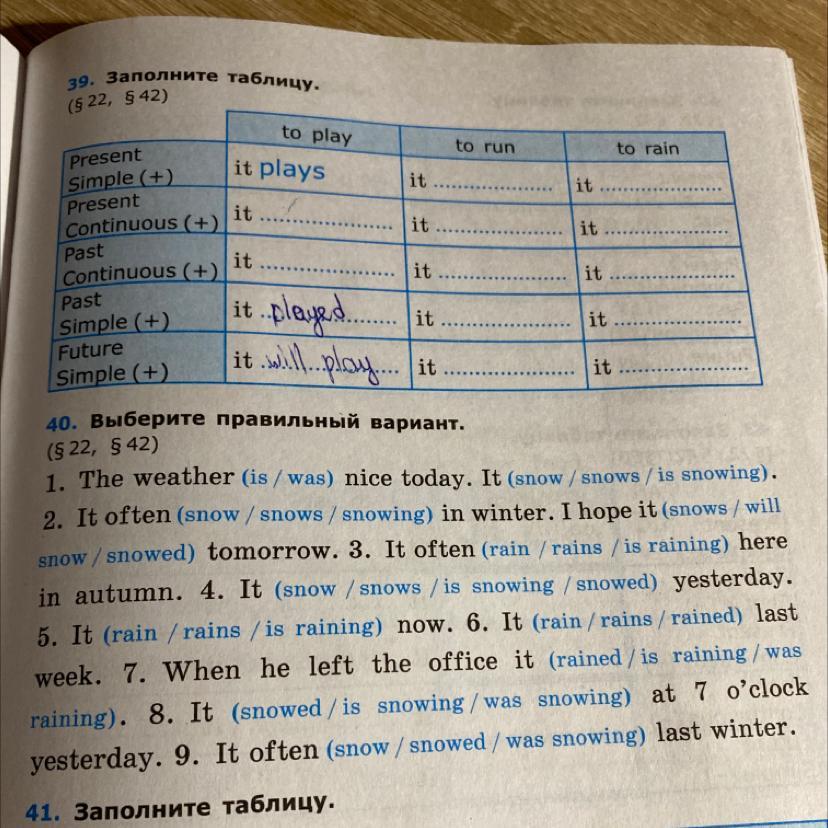 39. Заполните таблицу.
(§ 22, § 42)
to play to run to rain
Present
Simple (+) it plays it .................... it ....................
Present
Continuous (+) it .................... it .................... it ....................
Past
Continuous (+) it .................... it .................... it ....................
Past
Simple (+) it played it .................... it ....................
Future
Simple (+) it will play it .................... it ....................
40. Выберите правильный вариант.
(§ 22, § 42)
1. The weather (is / was) nice today. It (snow / snows / is snowing).
2. It often (snow / snows / snowing) in winter. I hope it (snows / will
snow / snowed) tomorrow. 3. It often (rain / rains / is raining) here
in autumn. 4. It (snow / snows / is snowing / snowed) yesterday.
5. It (rain / rains / is raining) now. 6. It (rain / rains / rained) last
week. 7. When he left the office it (rained / is raining / was
raining). 8. It (snowed / is snowing / was snowing) at 7 o'clock
yesterday. 9. It often (snow / snowed / was snowing) last winter.
41. Заполните таблицу.